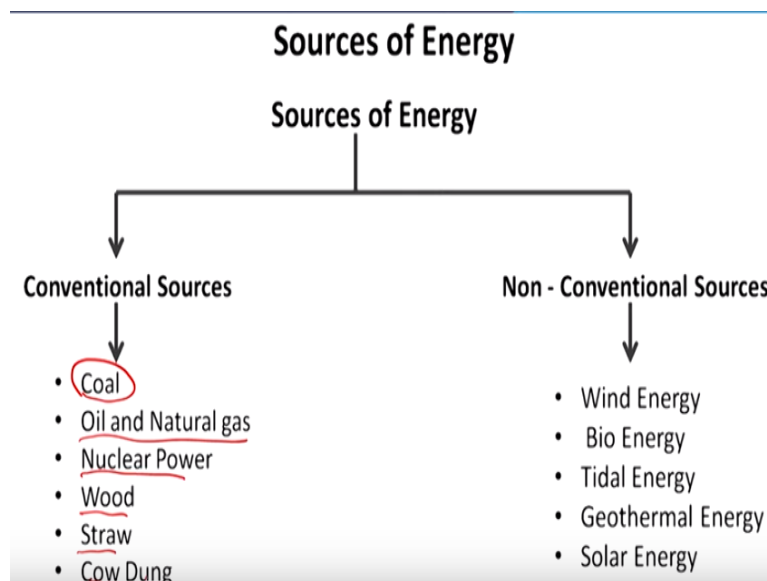 Sources of Energy
Sources of Energy
Conventional Sources
• Coal
• Oil and Natural gas
• Nuclear Power
• Wood
• Straw
• Cow Dung
Non - Conventional Sources
• Wind Energy
• Bio Energy
• Tidal Energy
• Geothermal Energy
• Solar Energy